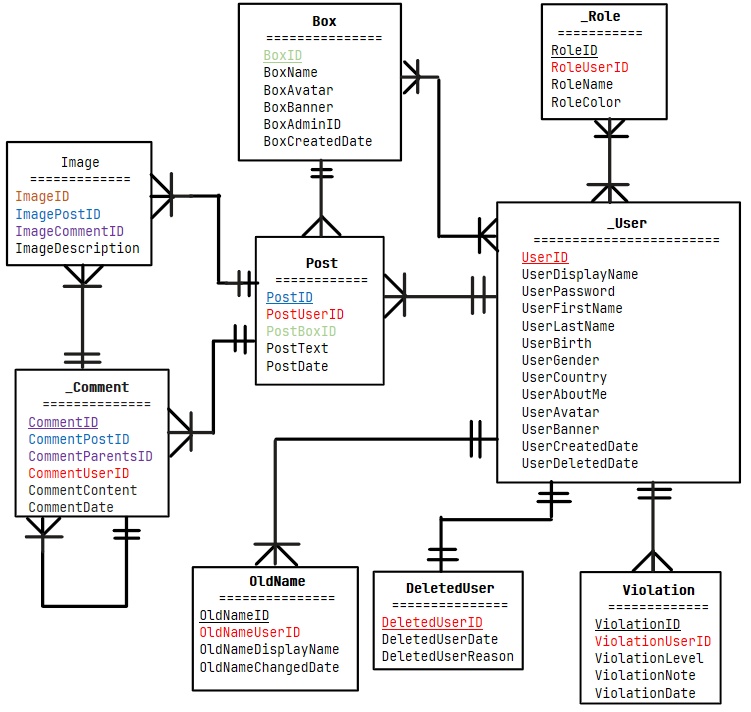 Box
===============
BoxID
BoxName
BoxAvatar
BoxBanner
BoxAdminID
BoxCreatedDate
_Role
===========
RoleID
RoleUserID
RoleName
RoleColor
Image
=============
ImageID
ImagePostID
ImageCommentID
ImageDescription
Post
============
PostID
PostUserID
PostBoxID
PostText
PostDate
_User
========================
UserID
UserDisplayName
UserPassword
UserFirstName
UserLastName
UserBirth
UserGender
UserCountry
UserAboutMe
UserAvatar
UserBanner
UserCreatedDate
UserDeletedDate
_Comment
==============
CommentID
CommentPostID
CommentParentsID
CommentUserID
CommentContent
CommentDate
OldName
===============
OldNameID
OldNameUserID
OldNameDisplayName
OldNameChangedDate
DeletedUser
===============
DeletedUserID
DeletedUserDate
DeletedUserReason
Violation
=============
ViolationID
ViolationUserID
ViolationLevel
ViolationNote
ViolationDate